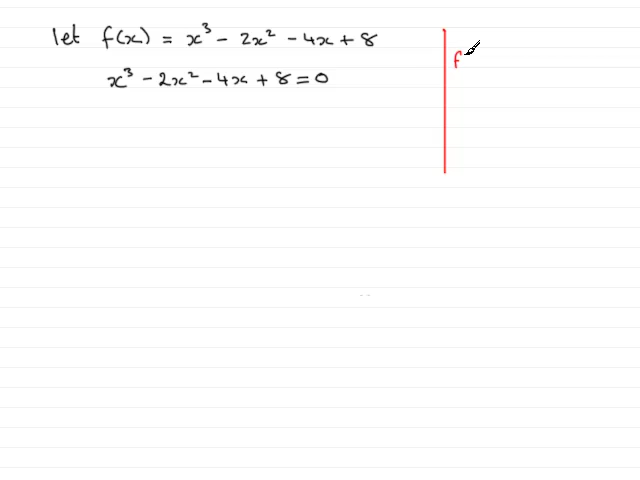 let f(x) = x³ - 2x² - 4x + 8
x³ - 2x² - 4x + 8 = 0
f